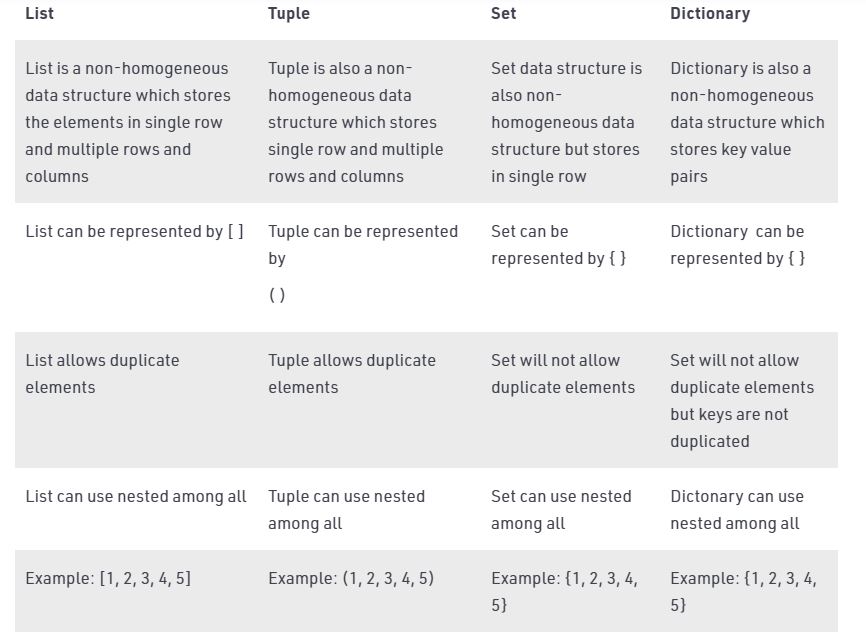 List Tuple Set Dictionary
List is a non-homogeneous
data structure which stores
the elements in single row
and multiple rows and
columns
Tuple is also a non-
homogeneous data
structure which stores
single row and multiple
rows and columns
Set data structure is
also non-
homogeneous data
structure but stores
in single row
Dictionary is also a
non-homogeneous
data structure which
stores key value
pairs
List can be represented by [ ]
Tuple can be represented
by
( )
Set can be
represented by { }
Dictionary can be
represented by { }
List allows duplicate
elements
Tuple allows duplicate
elements
Set will not allow
duplicate elements
Set will not allow
duplicate elements
but keys are not
duplicated
List can use nested among all
Tuple can use nested
among all
Set can use nested
among all
Dictonary can use
nested among all
Example: [1, 2, 3, 4, 5]
Example: (1, 2, 3, 4, 5)
Example: {1, 2, 3, 4,
5}
Example: {1, 2, 3, 4,
5}